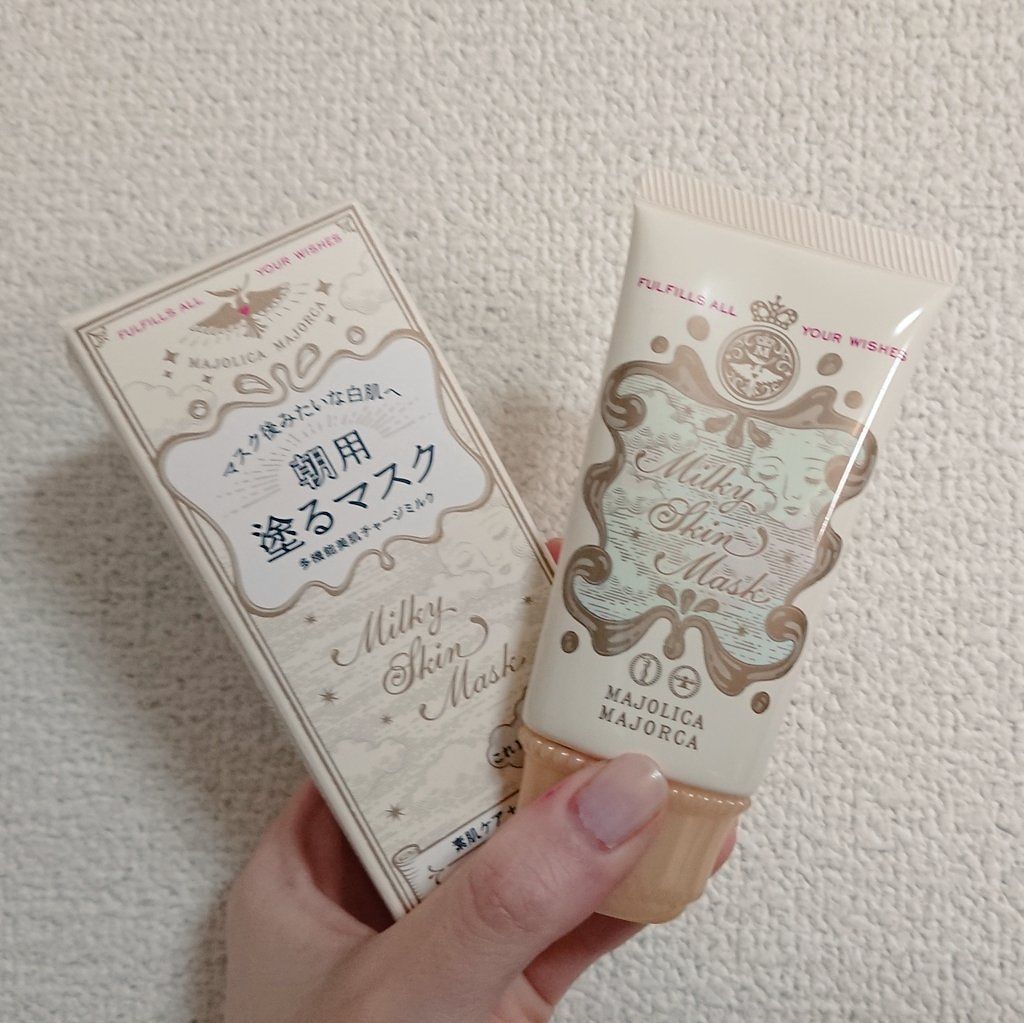 FULFILLS ALL YOUR WISHES
MAJOLICA MAJORCA
マスク後みたいな白肌へ
朝用
塗るマスク
多機能美肌チャージミルク
Milky
Skin
Mask
素肌ケア
FULFILLS ALL YOUR WISHES
M
Milky
Skin
Mask
MAJOLICA
MAJORCA